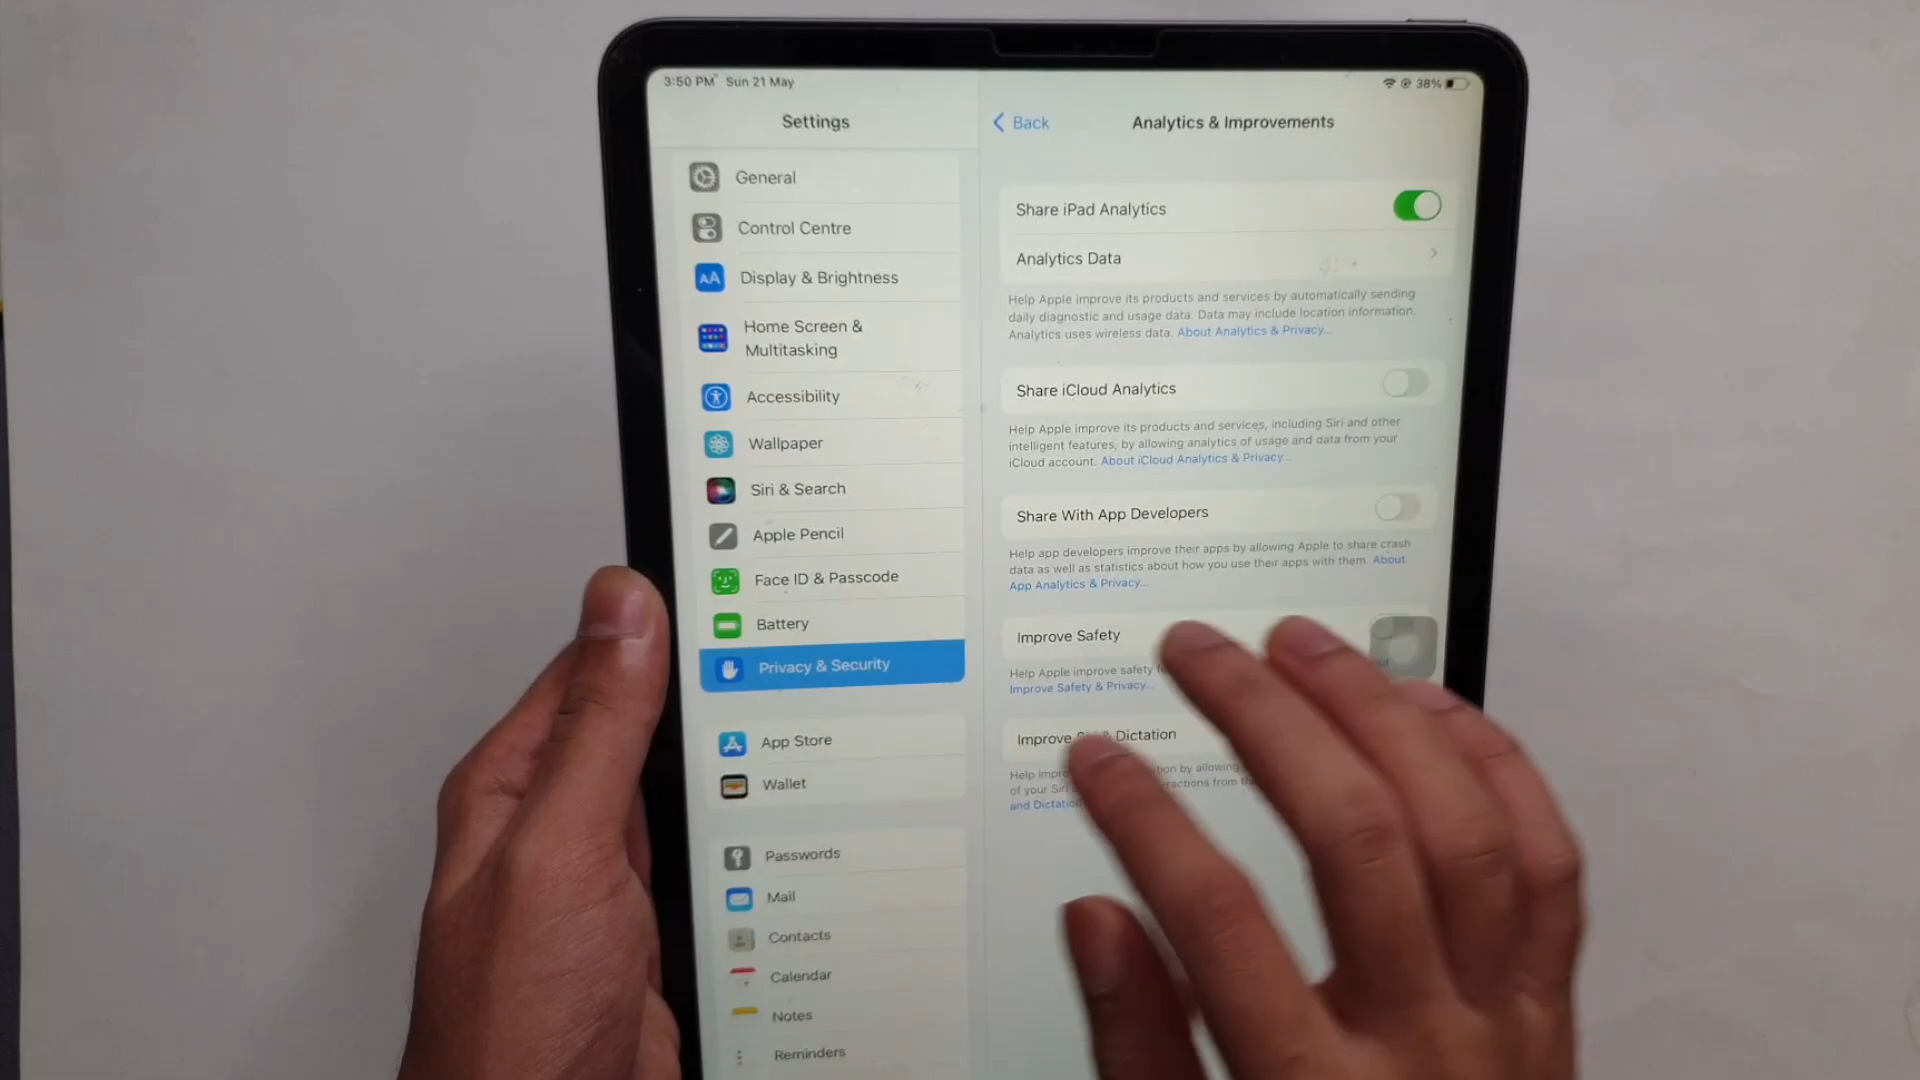 3:50 PM Sun 21 May
38%
Settings
General
Control Centre
AA Display & Brightness
Home Screen &
Multitasking
Accessibility
Wallpaper
Siri & Search
Apple Pencil
Face ID & Passcode
Battery
Privacy & Security
App Store
Wallet
Passwords
Mail
Contacts
Calendar
Notes
Reminders
Back
Analytics & Improvements
Share iPad Analytics
Analytics Data
Help Apple improve its products and services by automatically sending
daily diagnostic and usage data. Data may include location information.
Analytics uses wireless data. About Analytics & Privacy...
Share iCloud Analytics
Help Apple improve its products and services, including Siri and other
intelligent features, by allowing analytics of usage and data from your
iCloud account. About iCloud Analytics & Privacy...
Share With App Developers
Help app developers improve their apps by allowing Apple to share crash
data as well as statistics about how you use their apps with them. About
App Analytics & Privacy...
Improve Safety
Help Apple improve safety
Improve Safety & Privacy...
Improve & Dictation
Help by allowing
of your
and